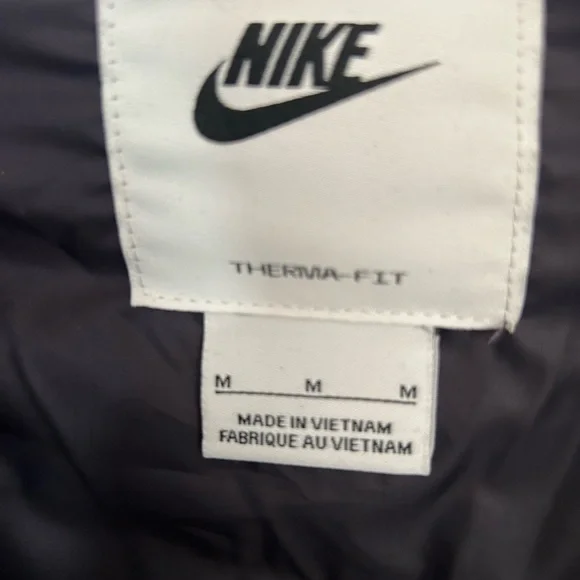 NIKE
THERMA-FIT
M M M
MADE IN VIETNAM
FABRIQUE AU VIETNAM